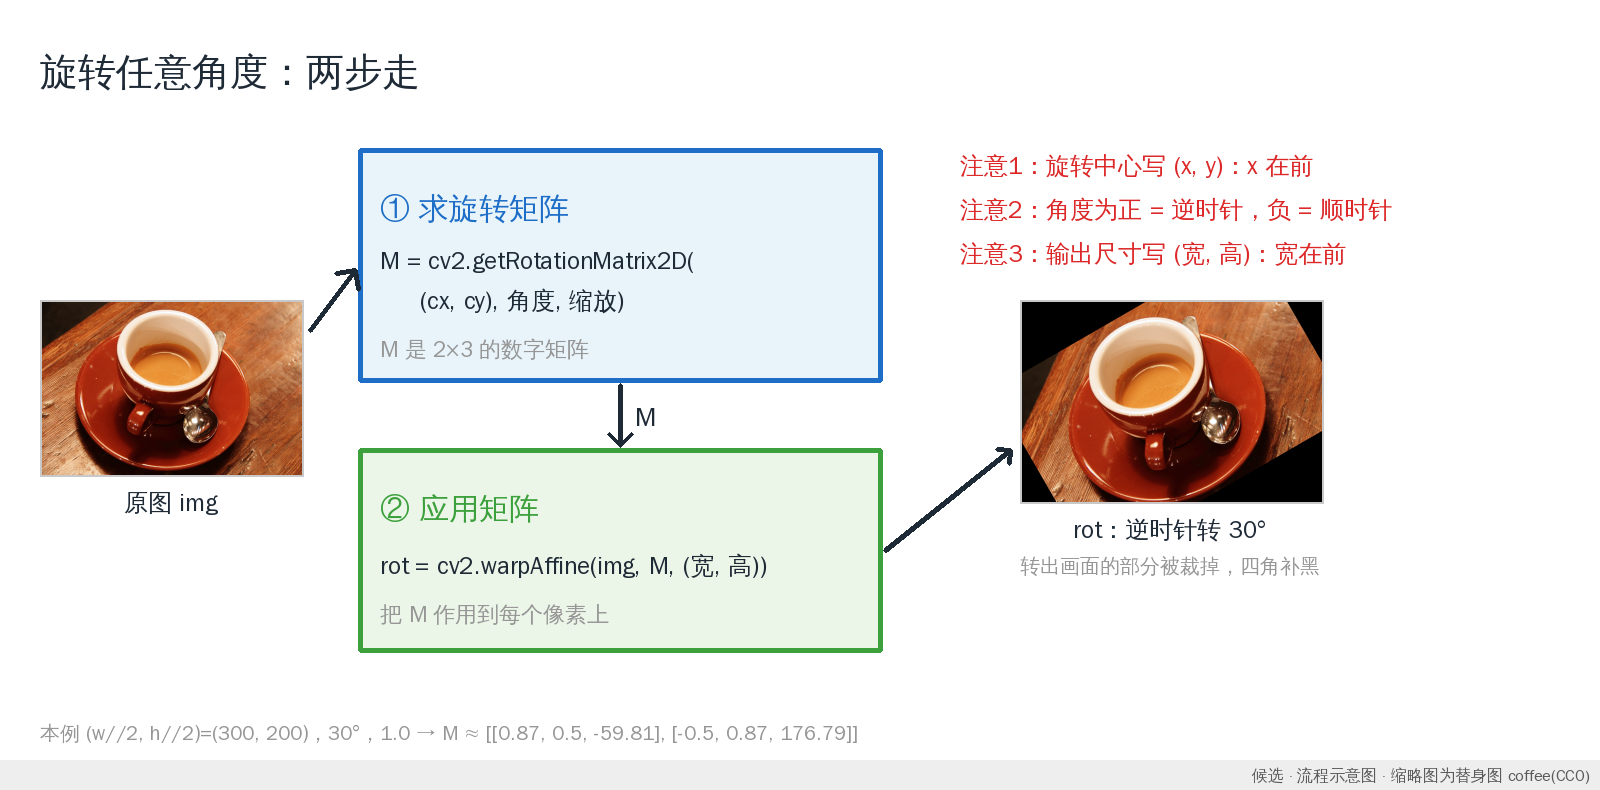 旋转任意角度：两步走
① 求旋转矩阵
M = cv2.getRotationMatrix2D(
(cx, cy), 角度, 缩放)
M 是 2×3 的数字矩阵
M
② 应用矩阵
rot = cv2.warpAffine(img, M, (宽, 高))
把 M 作用到每个像素上
原图 img
注意1：旋转中心写 (x, y)：x 在前
注意2：角度为正 = 逆时针，负 = 顺时针
注意3：输出尺寸写 (宽, 高)：宽在前
rot：逆时针转 30°
转出画面的部分被裁掉，四角补黑
本例 (w//2, h//2)=(300, 200)，30°，1.0 → M ≈ [[0.87, 0.5, -59.81], [-0.5, 0.87, 176.79]]
候选 · 流程示意图 · 缩略图为替身图 coffee(CC0)